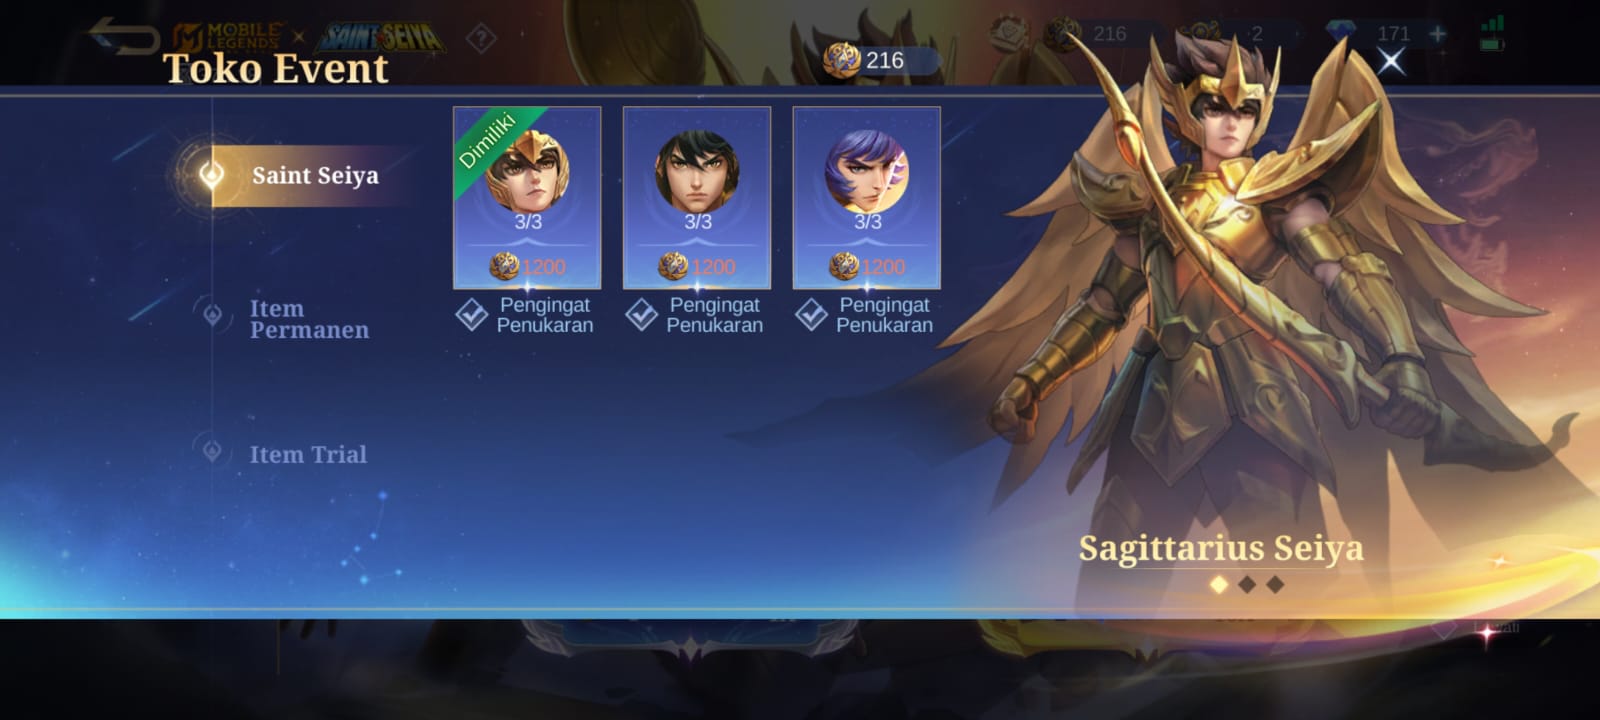 MOBILE
LEGENDS
SAINT SEIYA
?
216
2
171
Toko Event
216
Saint Seiya
Item
Permanen
Item Trial
Dimiliki
3/3
1200
Pengingat
Penukaran
3/3
1200
Pengingat
Penukaran
3/3
1200
Pengingat
Penukaran
Sagittarius Seiya